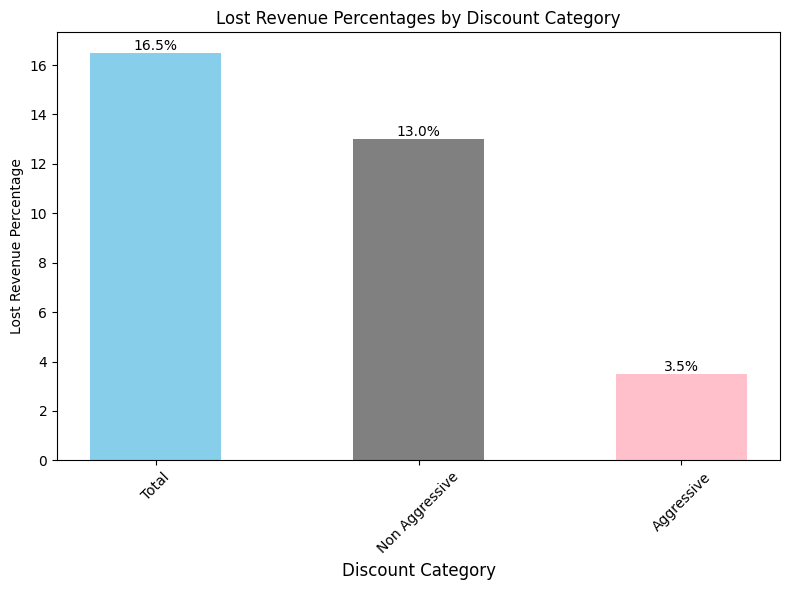 Lost Revenue Percentages by Discount Category
16.5%
13.0%
3.5%
Lost Revenue Percentage
16
14
12
10
8
6
4
2
0
Total
Non Aggressive
Aggressive
Discount Category